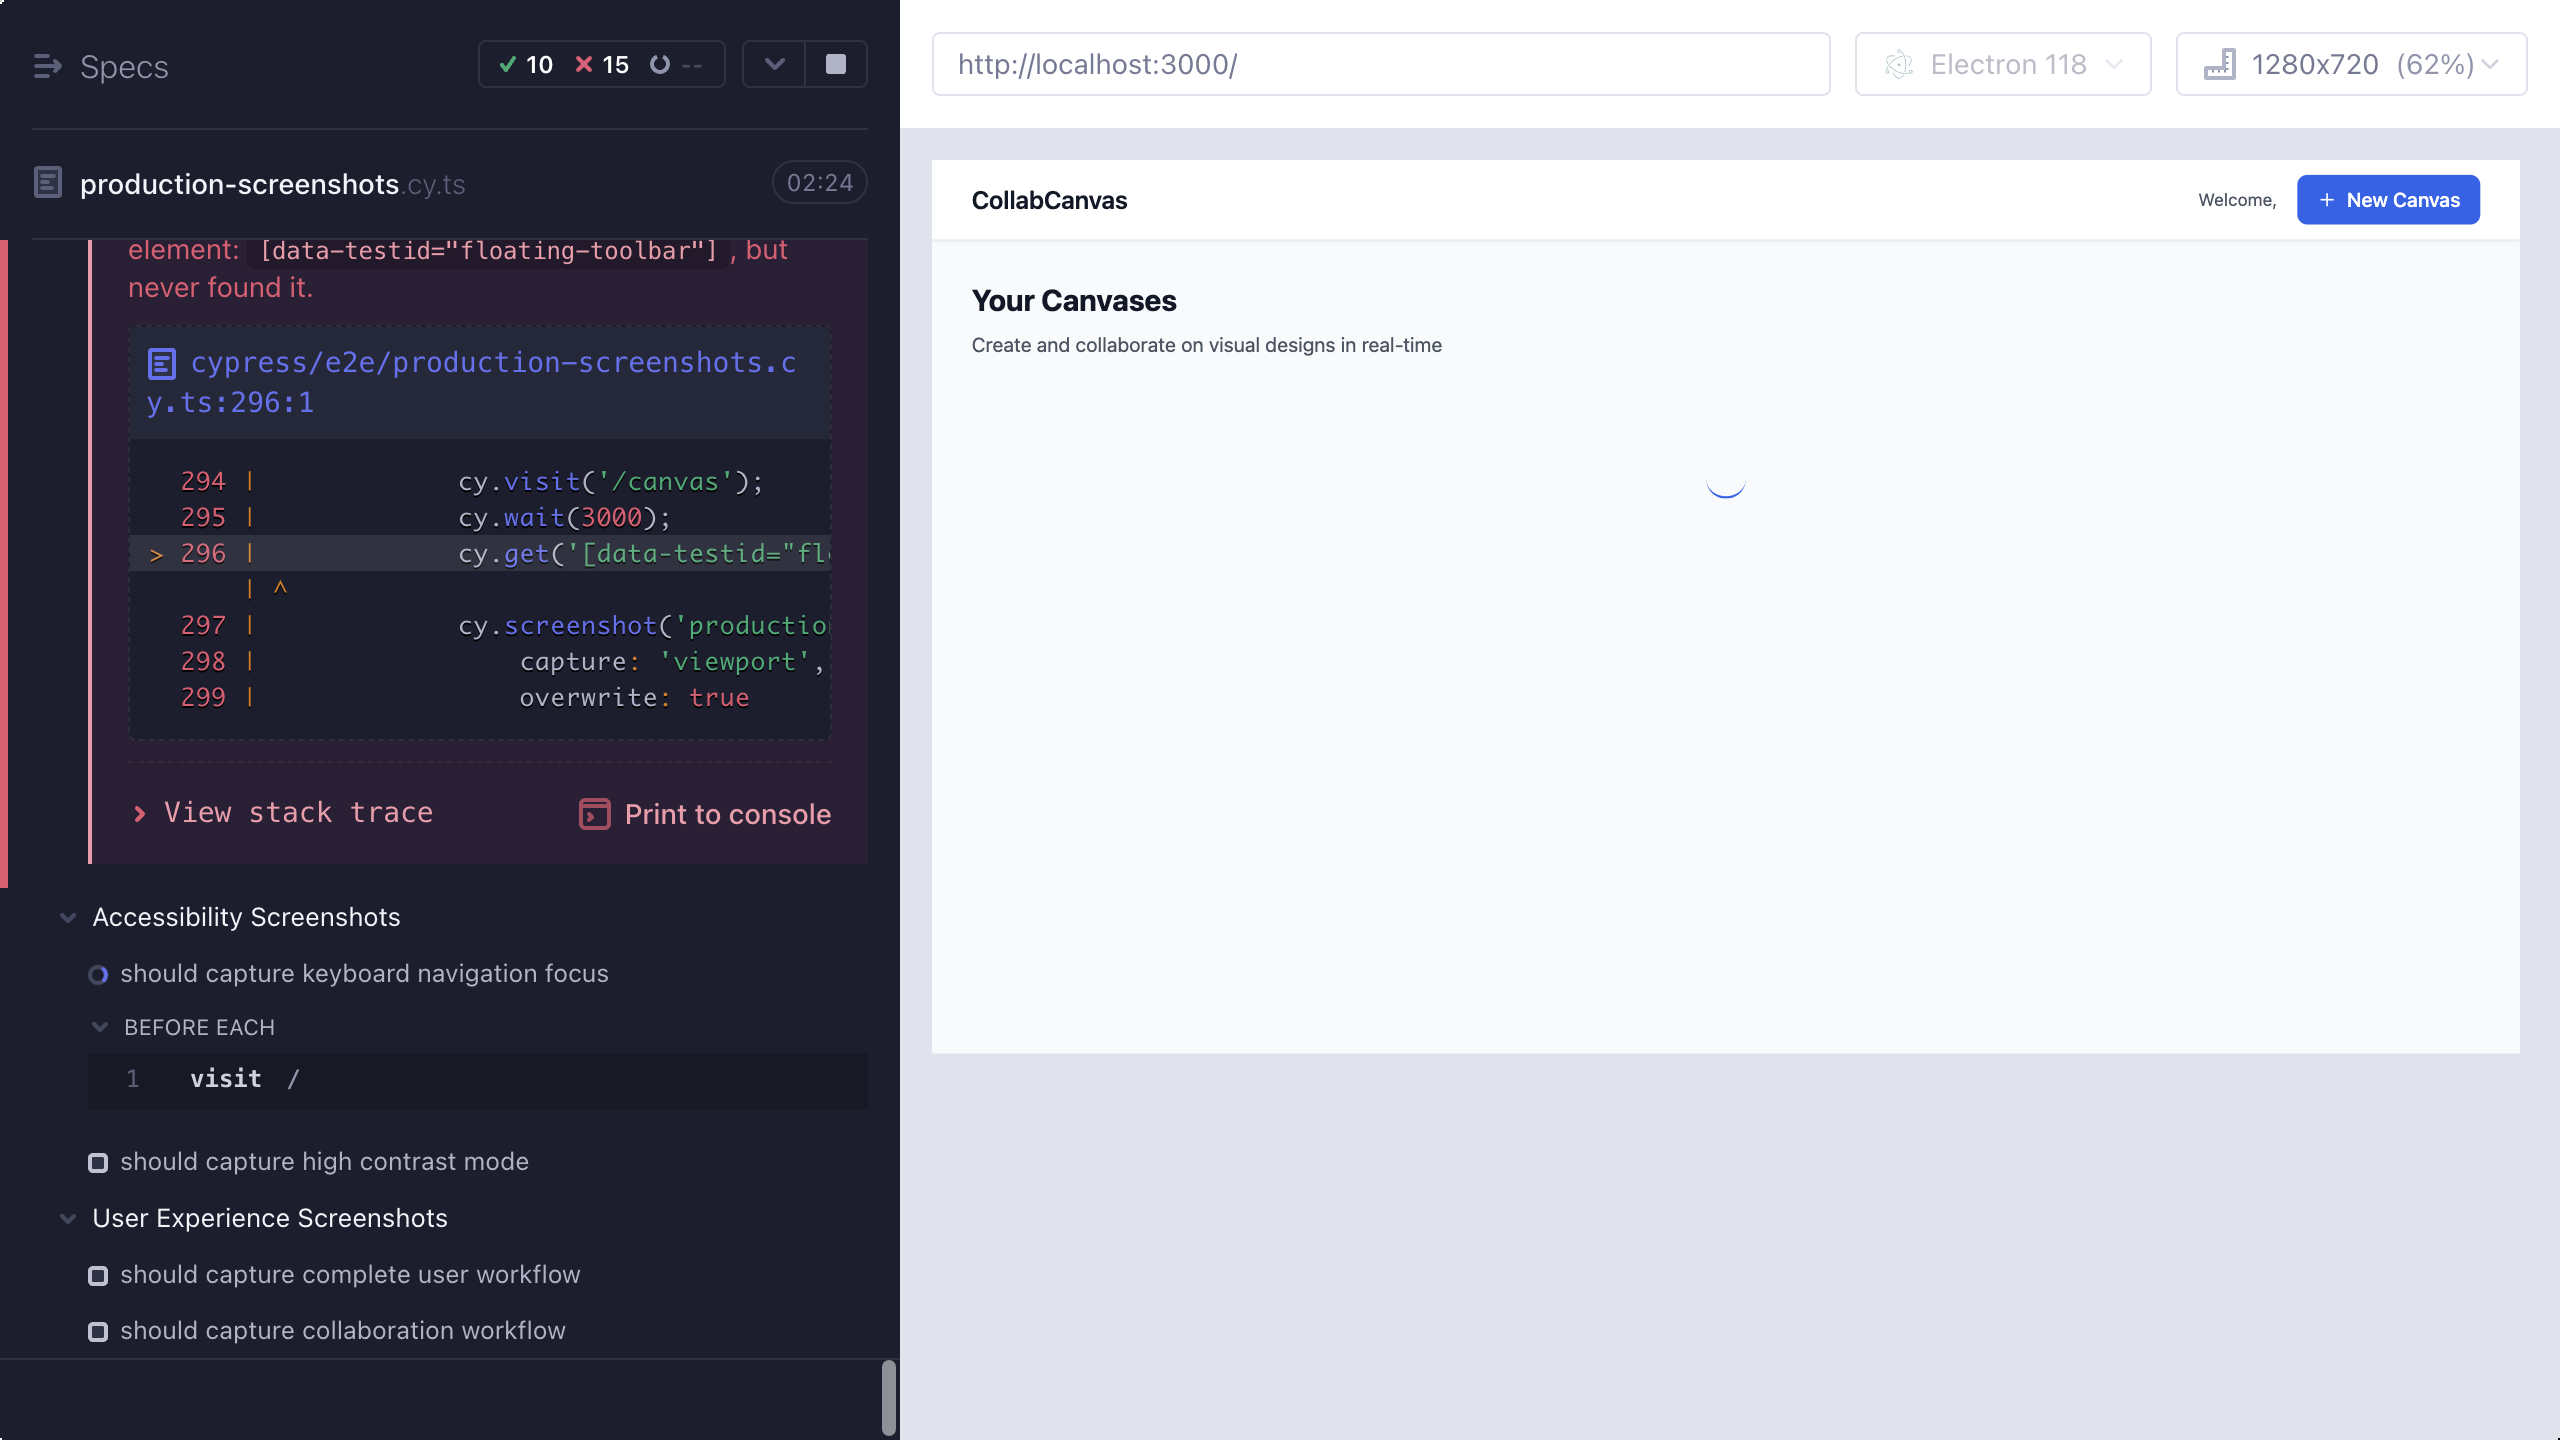 Specs
10 15 --
production-screenshots.cy.ts
02:24
element: [data-testid="floating-toolbar"], but
never found it.
cypress/e2e/production-screenshots.c
y.ts:296:1
294 | cy.visit('/canvas');
295 | cy.wait(3000);
> 296 | cy.get('[data-testid="fl
| ^
297 | cy.screenshot('productio
298 | capture: 'viewport',
299 | overwrite: true
View stack trace
Print to console
Accessibility Screenshots
should capture keyboard navigation focus
BEFORE EACH
1 visit /
should capture high contrast mode
User Experience Screenshots
should capture complete user workflow
should capture collaboration workflow
http://localhost:3000/
Electron 118
1280x720 (62%)
CollabCanvas
Welcome,
+ New Canvas
Your Canvases
Create and collaborate on visual designs in real-time